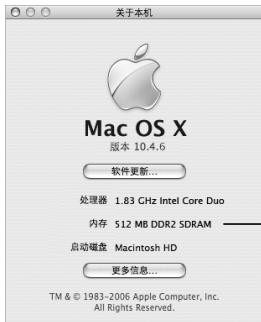 关于本机
Mac OS X
版本 10.4.6
软件更新...
处理器 1.83 GHz Intel Core Duo
内存 512 MB DDR2 SDRAM
启动磁盘 Macintosh HD
更多信息...
TM & © 1983-2006 Apple Computer, Inc.
All Rights Reserved.